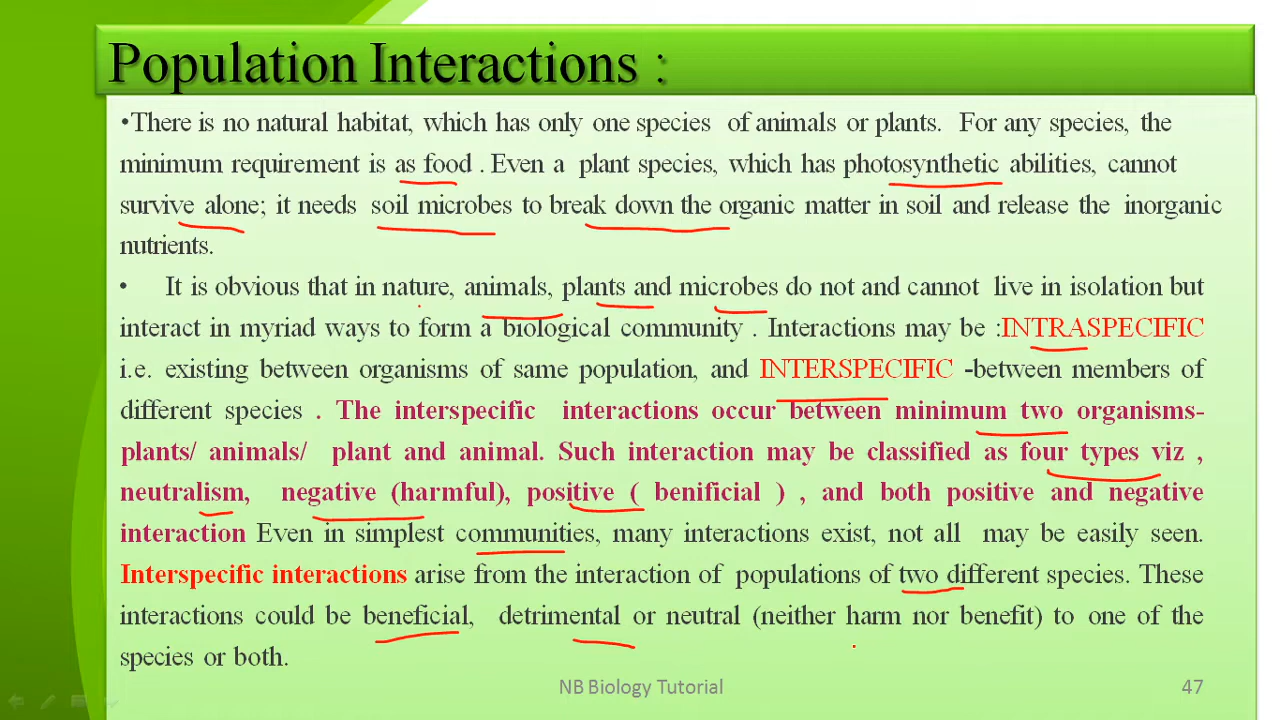 Population Interactions :
•There is no natural habitat, which has only one species of animals or plants. For any species, the
minimum requirement is as food . Even a plant species, which has photosynthetic abilities, cannot
survive alone; it needs soil microbes to break down the organic matter in soil and release the inorganic
nutrients.
• It is obvious that in nature, animals, plants and microbes do not and cannot live in isolation but
interact in myriad ways to form a biological community . Interactions may be :INTRASPECIFIC
i.e. existing between organisms of same population, and INTERSPECIFIC -between members of
different species . The interspecific interactions occur between minimum two organisms-
plants/ animals/ plant and animal. Such interaction may be classified as four types viz ,
neutralism, negative (harmful), positive ( benificial ) , and both positive and negative
interaction Even in simplest communities, many interactions exist, not all may be easily seen.
Interspecific interactions arise from the interaction of populations of two different species. These
interactions could be beneficial, detrimental or neutral (neither harm nor benefit) to one of the
species or both.
NB Biology Tutorial
47